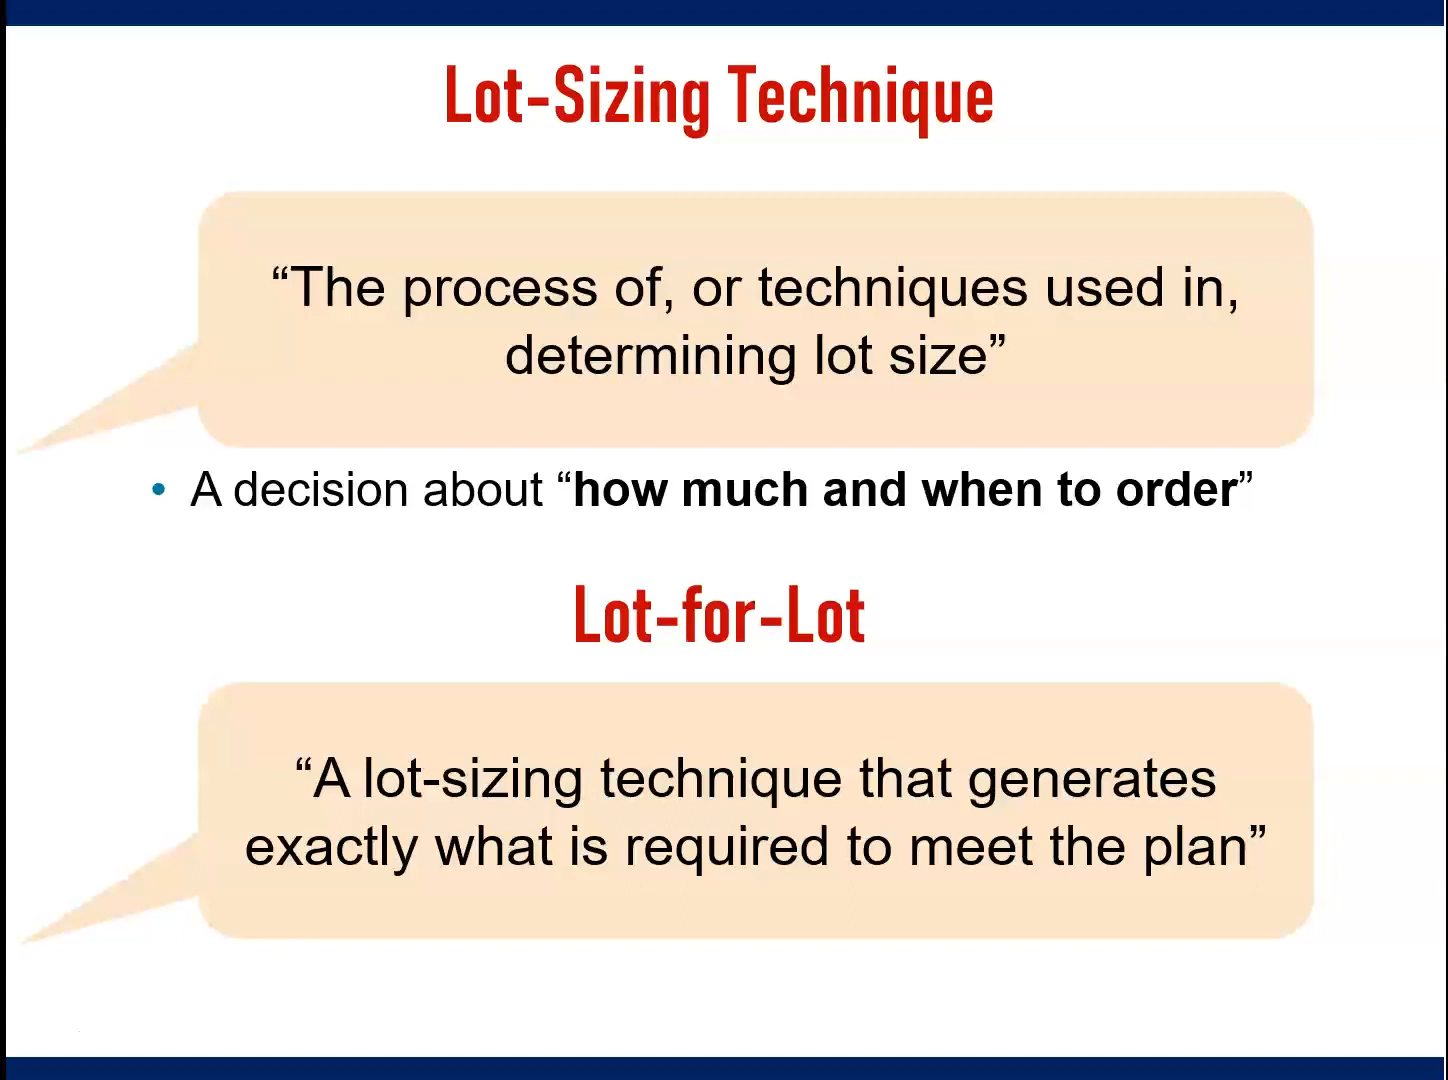 Lot-Sizing Technique
“The process of, or techniques used in,
determining lot size”
• A decision about “how much and when to order”
Lot-for-Lot
“A lot-sizing technique that generates
exactly what is required to meet the plan”